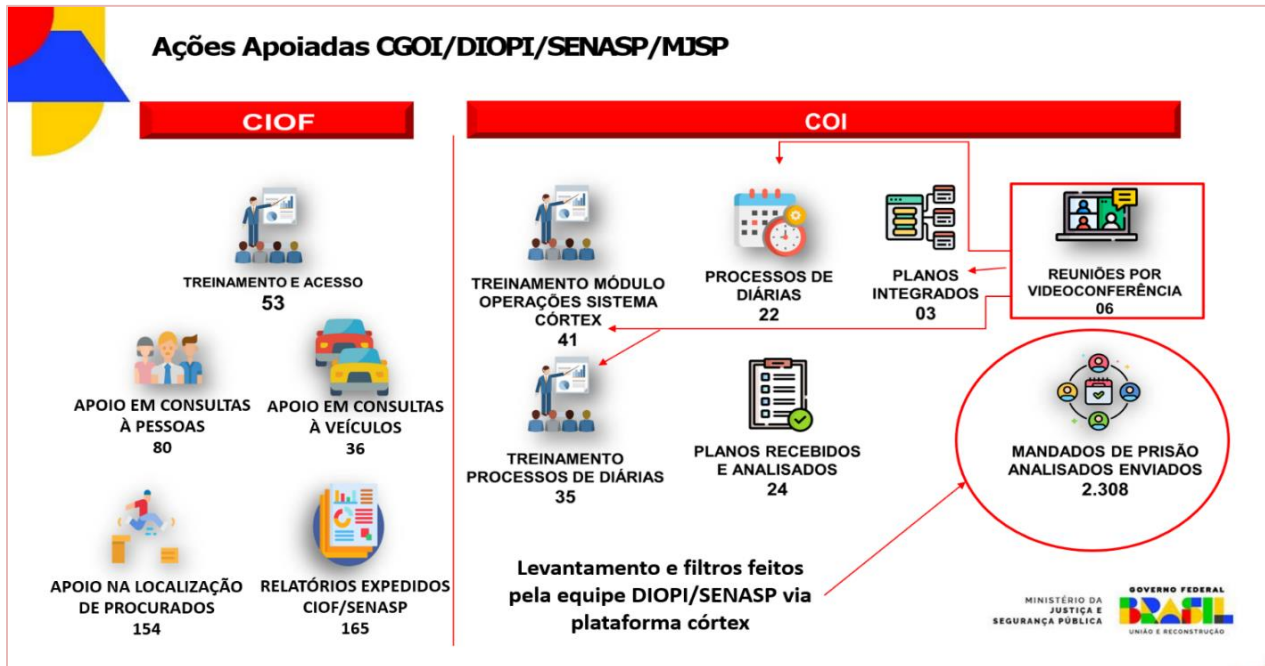 Ações Apoiadas CGOI/DIOPI/SENASP/MJSP
CIOF
TREINAMENTO E ACESSO
53
APOIO EM CONSULTAS
À PESSOAS
80
APOIO EM CONSULTAS
À VEÍCULOS
36
APOIO NA LOCALIZAÇÃO
DE PROCURADOS
154
RELATÓRIOS EXPEDIDOS
CIOF/SENASP
165
COI
TREINAMENTO MÓDULO
OPERAÇÕES SISTEMA
CÓRTEX
41
PROCESSOS DE
DIÁRIAS
22
PLANOS
INTEGRADOS
03
REUNIÕES POR
VIDEOCONFERÊNCIA
06
TREINAMENTO
PROCESSOS DE DIÁRIAS
35
PLANOS RECEBIDOS
E ANALISADOS
24
MANDADOS DE PRISÃO
ANALISADOS ENVIADOS
2.308
Levantamento e filtros feitos
pela equipe DIOPI/SENASP via
plataforma córtex
MINISTÉRIO DA
JUSTIÇA E
SEGURANÇA PÚBLICA
GOVERNO FEDERAL
BRASIL
UNIÃO E RECONSTRUÇÃO